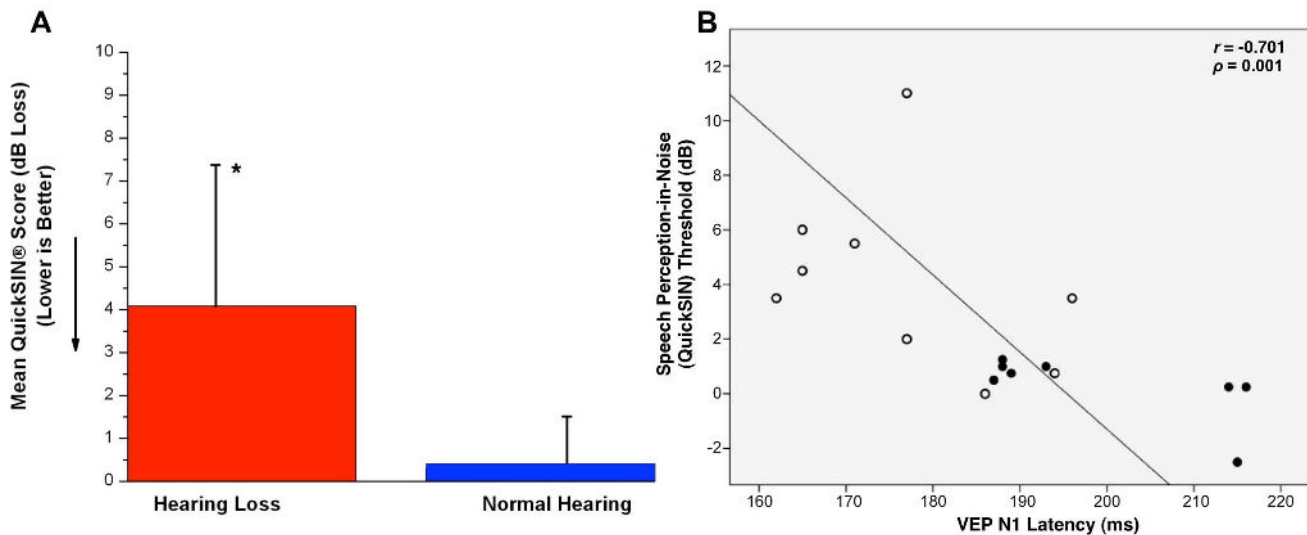 A
Mean QuickSIN® Score (dB Loss)
(Lower is Better)
10
9
8
7
6
5
4
3
2
1
0
*
Hearing Loss
Normal Hearing
B
r = -0.701
ρ = 0.001
Speech Perception-in-Noise
(QuickSIN) Threshold (dB)
12
10
8
6
4
2
0
-2
160
170
180
190
200
210
220
VEP N1 Latency (ms)